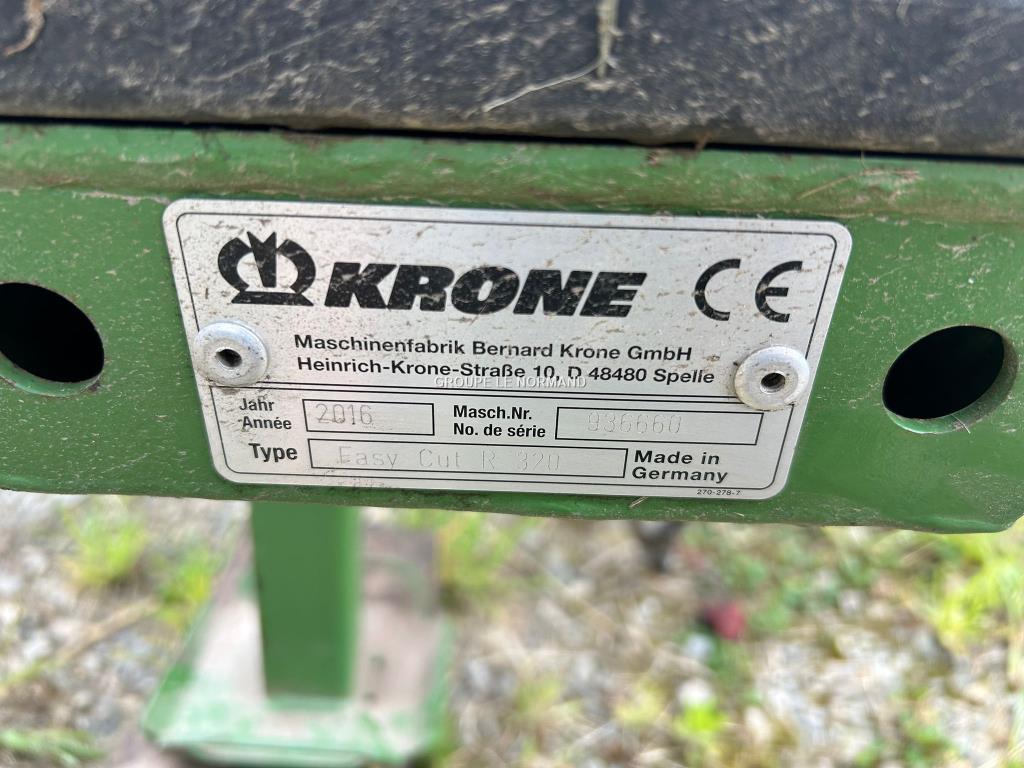 KRONE CE
Maschinenfabrik Bernard Krone GmbH
Heinrich-Krone-Straße 10, D 48480 Spelle
GROUPE LE NORMAND
Jahr
Année 2016
Masch.Nr.
No. de série 936660
Type Easy Cut R 320
Made in
Germany
270-278-7